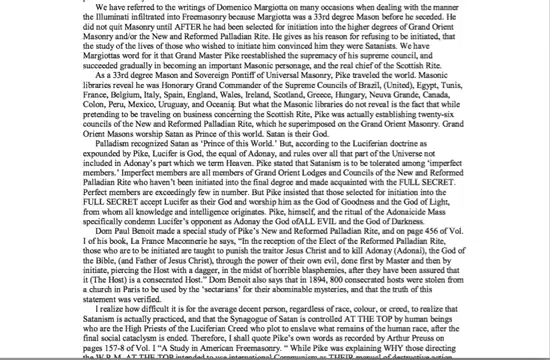 We have referred to the writings of Domenico Margiotta on many occasions when dealing with the manner
the Illuminati infiltrated into Freemasonry because Margiotta was a 33rd degree Mason before he seceded. He
did not quit Masonry until AFTER he had been selected for initiation into the higher degrees of Grand Orient
Masonry and/or the New and Reformed Palladian Rite. He gives as his reason for refusing to be initiated, that
the study of the lives of those who wished to initiate him convinced him they were Satanists. We have
Margiottas word for it that Grand Master Pike reestablished the supremacy of his supreme council, and
succeeded gradually in becoming an important Masonic personage, and the real chief of the Scottish Rite.
As a 33rd degree Mason and Sovereign Pontiff of Universal Masonry, Pike traveled the world. Masonic
libraries reveal he was Honorary Grand Commander of the Supreme Councils of Brazil, (United), Egypt, Tunis,
France, Belgium, Italy, Spain, England, Wales, Ireland, Scotland, Greece, Hungary, Neuva Grande, Canada,
Colon, Peru, Mexico, Uruguay, and Oceania. But what the Masonic libraries do not reveal is the fact that while
pretending to be traveling on business concerning the Scottish Rite, Pike was actually establishing twenty-six
councils of the New and Reformed Palladian Rite, which he superimposed on the Grand Orient Masonry. Grand
Orient Masons worship Satan as Prince of this world. Satan is their God.
Palladism recognized Satan as 'Prince of this World.' But, according to the Luciferian doctrine as
expounded by Pike, Lucifer is God, the equal of Adonay, and rules over all that part of the Universe not
included in Adonay's part which we term Heaven. Pike stated that Satanism is to be tolerated among 'imperfect
members.' Imperfect members are all members of Grand Orient Lodges and Councils of the New and Reformed
Palladian Rite who haven't been initiated into the final degree and made acquainted with the FULL SECRET.
Perfect members are exceedingly few in number. But Pike insisted that those selected for initiation into the
FULL SECRET accept Lucifer as their God and worship him as the God of Goodness and the God of Light,
from whom all knowledge and intelligence originates. Pike, himself, and the ritual of the Adonaicide Mass
specifically condemn Lucifer's opponent as Adonay the God ofALL EVIL and the God of Darkness.
Dom Paul Benoit made a special study of Pike's New and Reformed Palladian Rite, and on page 456 of Vol
I of his book, La France Maconnerie he says, "In the reception of the Elect of the Reformed Palladian Rite,
those who are to be initiated are taught to punish the traitor Jesus Christ and to kill Adonay (Adonai), the God of
the Bible, (and Father of Jesus Christ), through the power of their own evil, done first by Master and then by
initiate, piercing the Host with a dagger, in the midst of horrible blasphemies, after they have been assured that
it (The Host) is a consecrated Host." Dom Benoit also says that in 1894, 800 consecrated hosts were stolen from
a church in Paris to be used by the 'sectarians' for their abominable mysteries, and that the truth of this
statement was verified.
I realize how difficult it is for the average decent person, regardless of race, colour, or creed, to realize that
Satanism is actually practiced, and that the Synagogue of Satan is controlled AT THE TOP by human beings
who are the High Priests of the Luciferian Creed who plot to enslave what remains of the human race, after the
final social cataclysm is ended. Therefore, I shall quote Pike's own words as recorded by Arthur Preuss on
pages 157-8 of Vol. I "A Study in American Freemasonry. " While Pike was explaining WHY those directing
the W.R.M. AT THE TOP intended to use international Communism as THEIR manual of destructive action